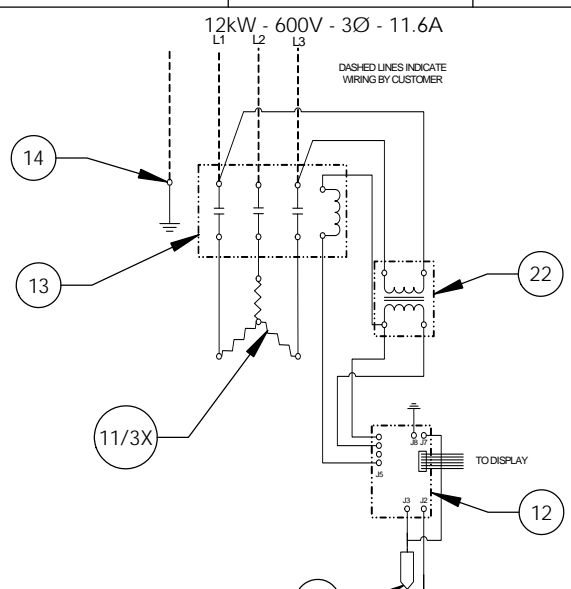 12kW - 600V - 3Ø - 11.6A
L1 L2 L3
DASHED LINES INDICATE
WIRING BY CUSTOMER
14
13
22
11/3X
J8 J7
TO DISPLAY
J5
12
J3 J2